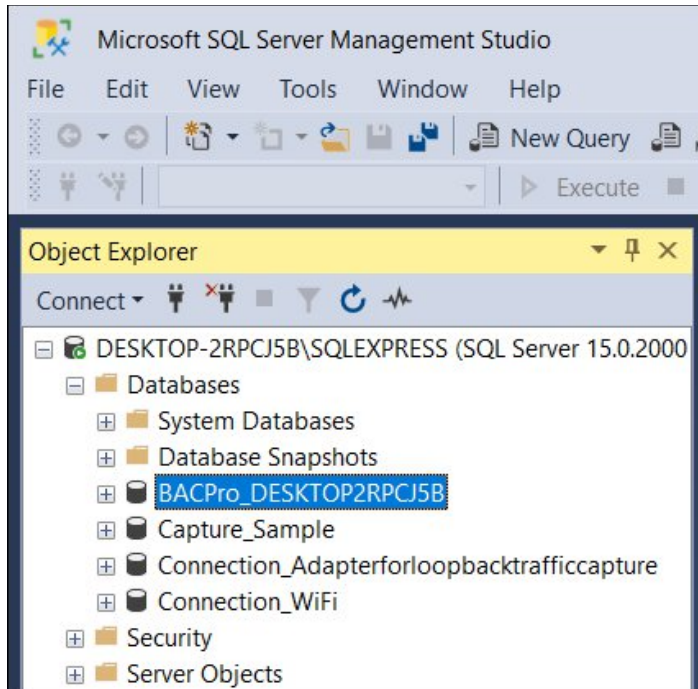 Microsoft SQL Server Management Studio
File Edit View Tools Window Help
New Query
Execute
Object Explorer
Connect
DESKTOP-2RPCJ5B\SQLEXPRESS (SQL Server 15.0.2000
Databases
System Databases
Database Snapshots
BACPro_DESKTOP2RPCJ5B
Capture_Sample
Connection_Adapterforloopbacktrafficcapture
Connection_WiFi
Security
Server Objects